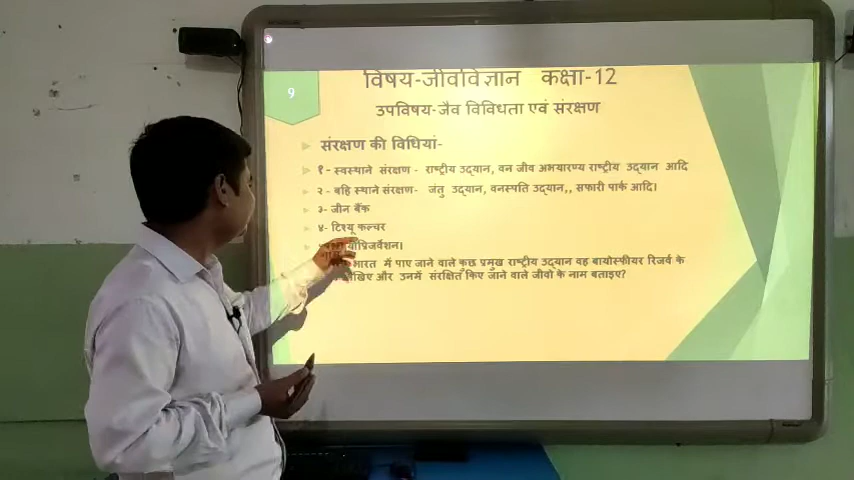 9
विषय-जीवविज्ञान कक्षा-12
उपविषय-जैव विविधता एवं संरक्षण
संरक्षण की विधियां-
१- स्वस्थाने संरक्षण - राष्ट्रीय उद्यान, वन जीव अभयारण्य राष्ट्रीय उद्यान आदि
२ - बहि स्थाने संरक्षण- जंतु उद्यान, वनस्पति उद्यान,, सफारी पार्क आदि।
३- जीन बैंक
४- टिश्यू कल्चर
भारत में पाए जाने वाले कुछ प्रमुख राष्ट्रीय उद्यान वह बायोस्फीयर रिजर्व के
और उनमें संरक्षित किए जाने वाले जीवो के नाम बताइए?